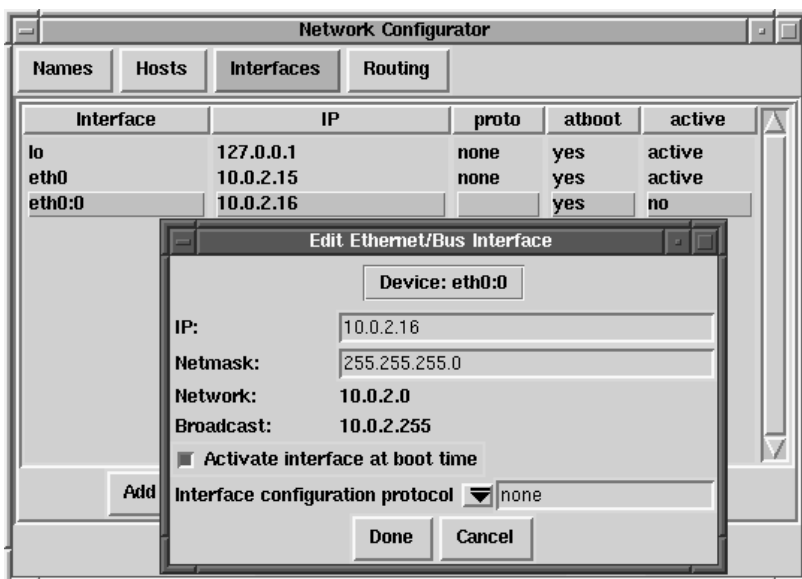 Network Configurator
Names Hosts Interfaces Routing
Interface IP proto atboot active
lo 127.0.0.1 none yes active
eth0 10.0.2.15 none yes active
eth0:0 10.0.2.16 yes no
Edit Ethernet/Bus Interface
Device: eth0:0
IP: 10.0.2.16
Netmask: 255.255.255.0
Network: 10.0.2.0
Broadcast: 10.0.2.255
Activate interface at boot time
Add
Interface configuration protocol none
Done Cancel